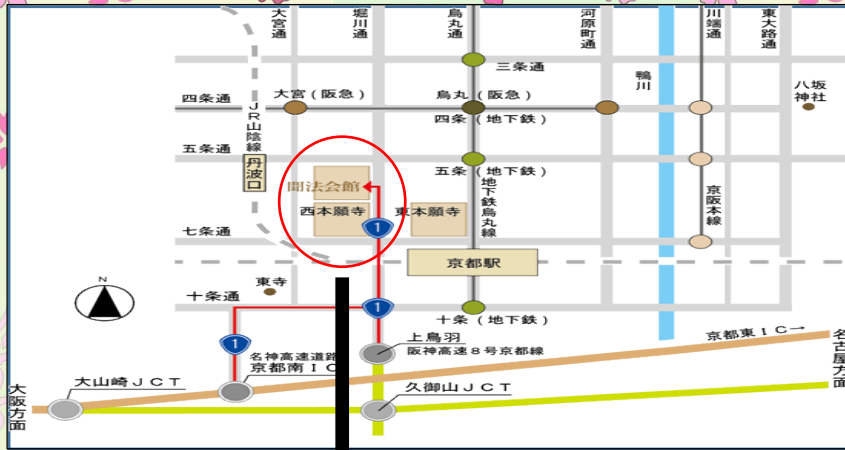 大宮通
堀川通
烏丸通
河原町通
川端通
東大路通
三条通
鴨川
八坂
神社
四条通
大宮（阪急）
烏丸（阪急）
四条（地下鉄）
JR山陰線
五条通
丹波口
五条（地下鉄）
地下鉄烏丸線
聞法会館
西本願寺
東本願寺
京阪本線
1
七条通
京都駅
東寺
N
十条通
1
十条（地下鉄）
1
上鳥羽
阪神高速8号京都線
京都東IC→
名古屋方面
名神高速道路
京都南IC
大山崎JCT
久御山JCT
大阪方面